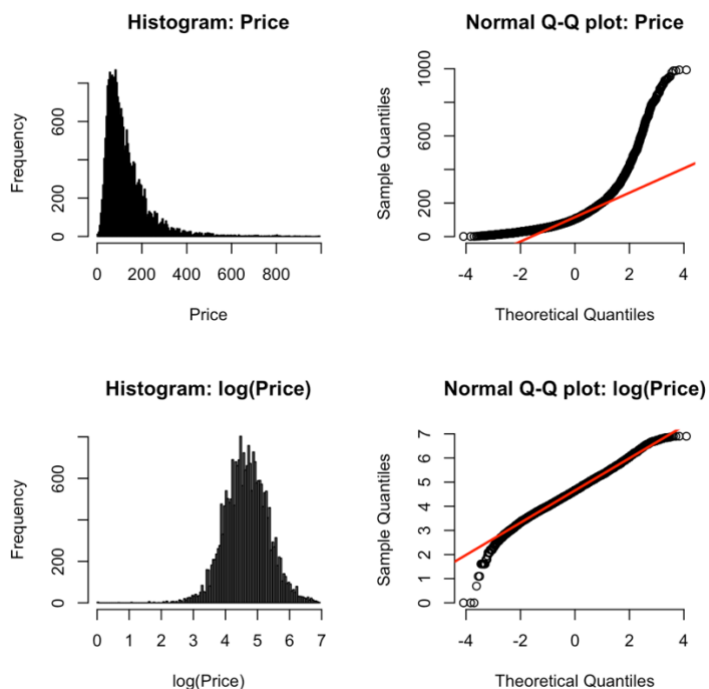 Histogram: Price
Frequency
0
200
600
0 200 400 600 800
Price
Normal Q-Q plot: Price
Sample Quantiles
0
200
600
1000
-4 -2 0 2 4
Theoretical Quantiles
Histogram: log(Price)
Frequency
0
200
600
0 1 2 3 4 5 6 7
log(Price)
Normal Q-Q plot: log(Price)
Sample Quantiles
0
1
2
3
4
5
6
7
-4 -2 0 2 4
Theoretical Quantiles